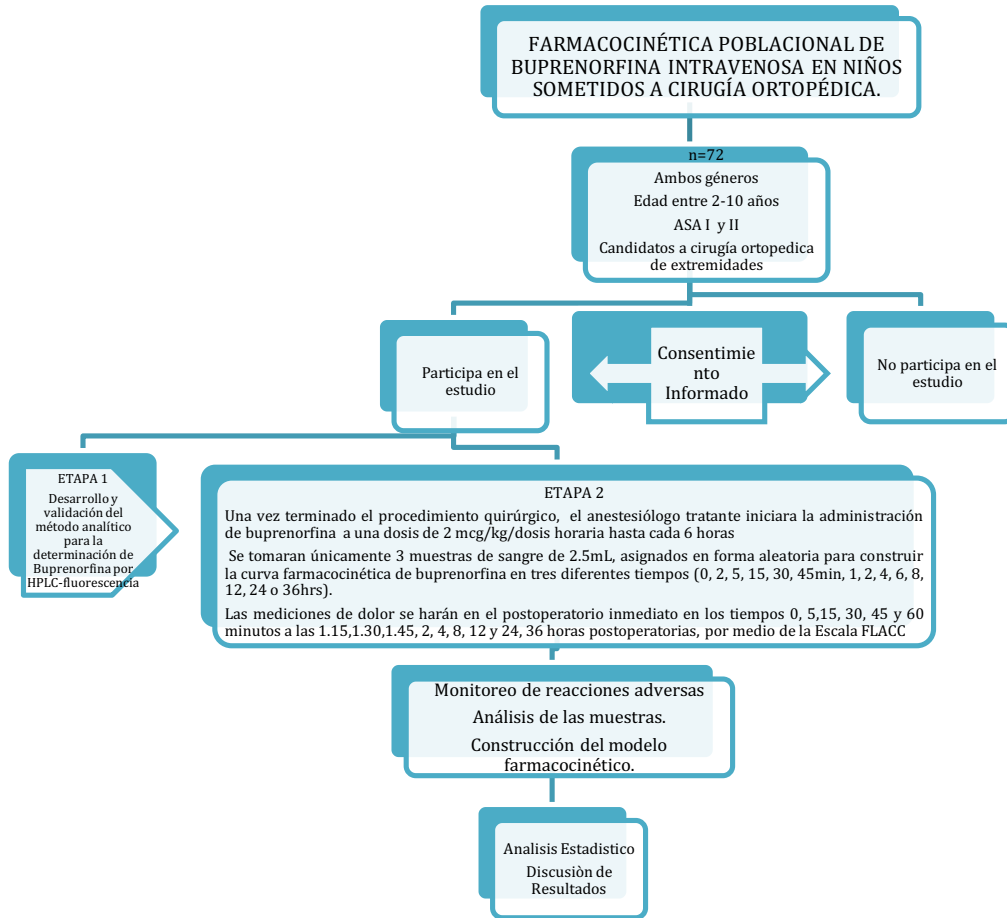 FARMACOCINÉTICA POBLACIONAL DE
BUPRENORFINA INTRAVENOSA EN NIÑOS
SOMETIDOS A CIRUGÍA ORTOPÉDICA.
n=72
Ambos géneros
Edad entre 2-10 años
ASA I y II
Candidatos a cirugía ortopedica
de extremidades
Participa en el
estudio
Consentimie
nto
Informado
No participa en el
estudio
ETAPA 1
Desarrollo y
validación del
método analítico
para la
determinación de
Buprenorfina por
HPLC-fluorescencia
ETAPA 2
Una vez terminado el procedimiento quirúrgico, el anestesiólogo tratante iniciara la administración
de buprenorfina a una dosis de 2 mcg/kg/dosis horaria hasta cada 6 horas
Se tomaran únicamente 3 muestras de sangre de 2.5mL, asignados en forma aleatoria para construir
la curva farmacocinética de buprenorfina en tres diferentes tiempos (0, 2, 5, 15, 30, 45min, 1, 2, 4, 6, 8,
12, 24 o 36hrs).
Las mediciones de dolor se harán en el postoperatorio inmediato en los tiempos 0, 5,15, 30, 45 y 60
minutos a las 1.15,1.30,1.45, 2, 4, 8, 12 y 24, 36 horas postoperatorias, por medio de la Escala FLACC
Monitoreo de reacciones adversas
Análisis de las muestras.
Construcción del modelo
farmacocinético.
Analisis Estadistico
Discusiòn de
Resultados